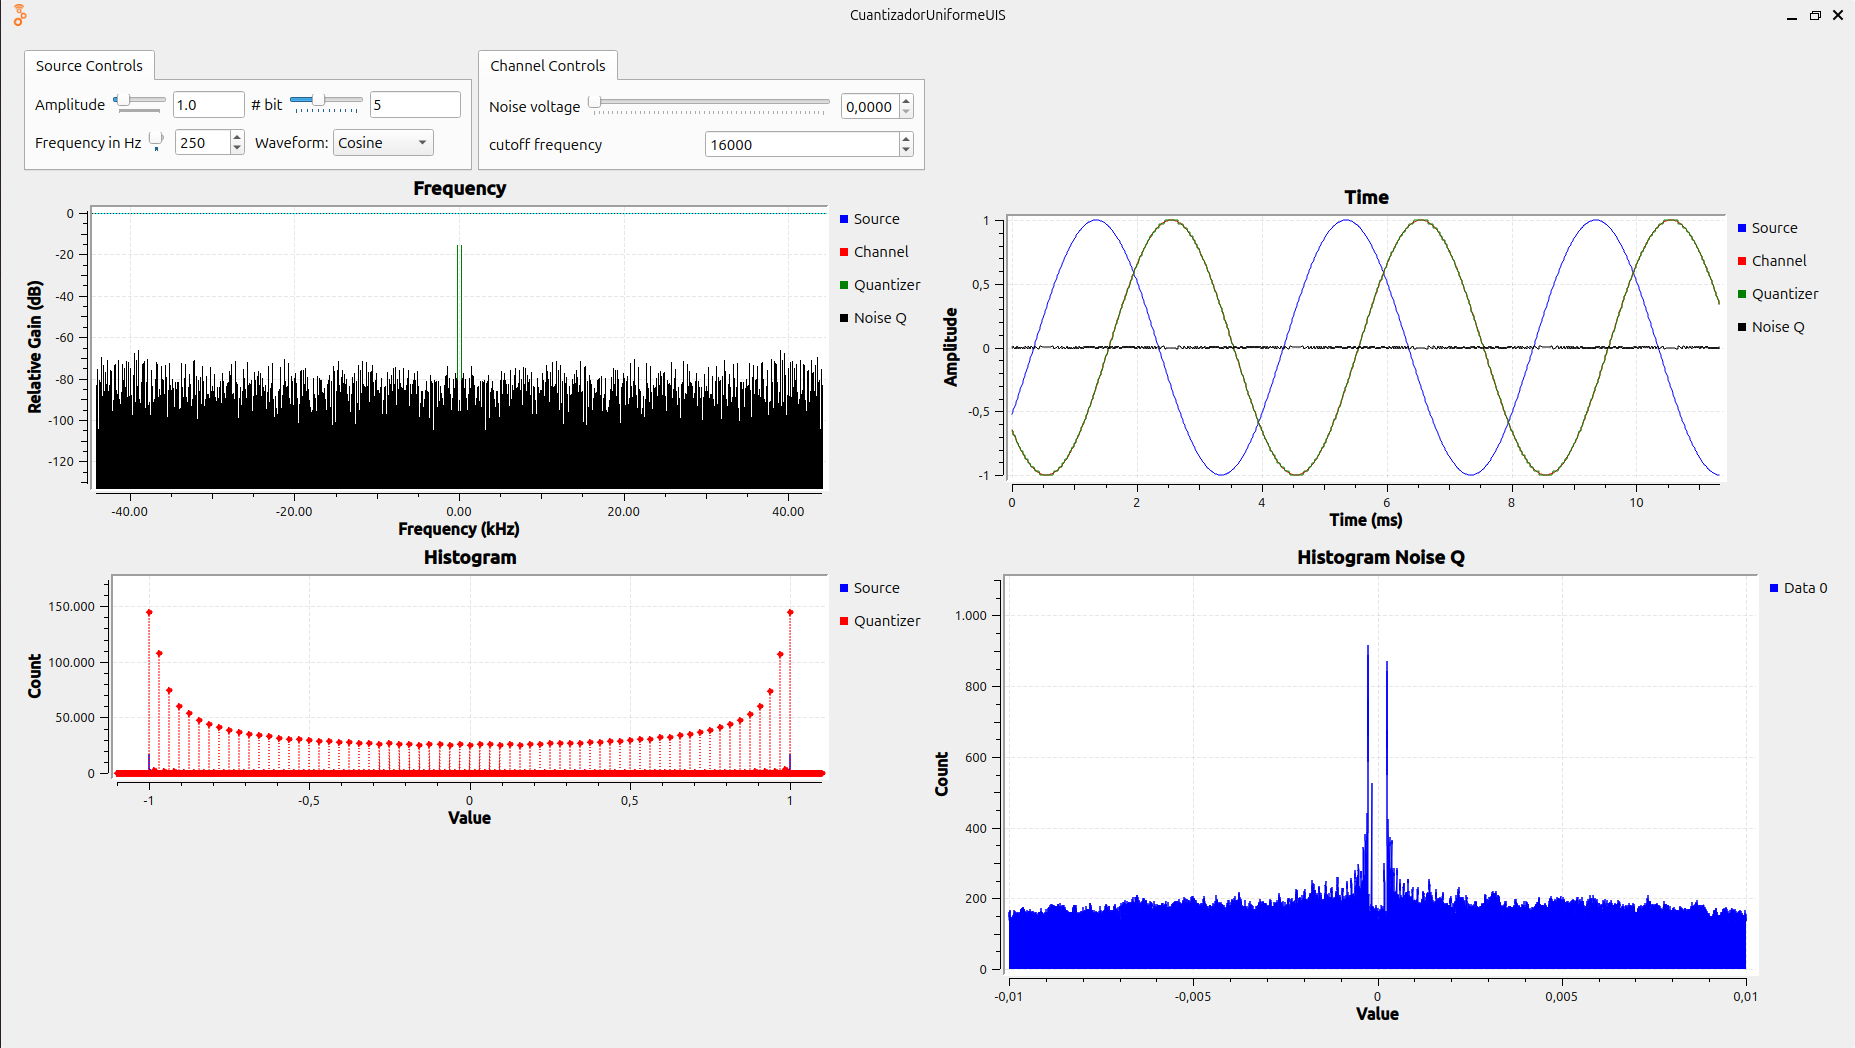 CuantizadorUniformeUIS
Source Controls
Amplitude 1.0 # bit 5
Frequency in Hz 250 Waveform: Cosine
Channel Controls
Noise voltage 0,0000
cutoff frequency 16000
Frequency
Relative Gain (dB)
0
-20
-40
-60
-80
-100
-120
-40.00 -20.00 0.00 20.00 40.00
Frequency (kHz)
Source
Channel
Quantizer
Noise Q
Time
Amplitude
1
0,5
0
-0,5
-1
0 2 4 6 8 10
Time (ms)
Source
Channel
Quantizer
Noise Q
Histogram
Count
150.000
100.000
50.000
0
-1 -0,5 0 0,5 1
Value
Source
Quantizer
Histogram Noise Q
Count
1.000
800
600
400
200
0
-0,01 -0,005 0 0,005 0,01
Value
Data 0